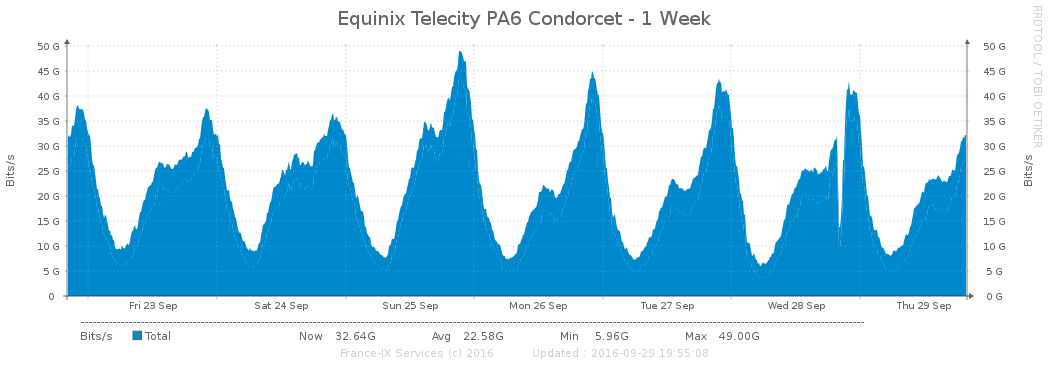 Equinix Telecity PA6 Condorcet - 1 Week
RRDTOOL / TOBI OETIKER
50 G 50 G
45 G 45 G
40 G 40 G
35 G 35 G
30 G 30 G
25 G 25 G
20 G 20 G
15 G 15 G
10 G 10 G
5 G 5 G
0 0 G
Bits/s
Bits/s
Fri 23 Sep Sat 24 Sep Sun 25 Sep Mon 26 Sep Tue 27 Sep Wed 28 Sep Thu 29 Sep
Bits/s Total Now 32.64G Avg 22.58G Min 5.96G Max 49.00G
France-IX Services (c) 2016 Updated : 2016-09-29 19:55:08